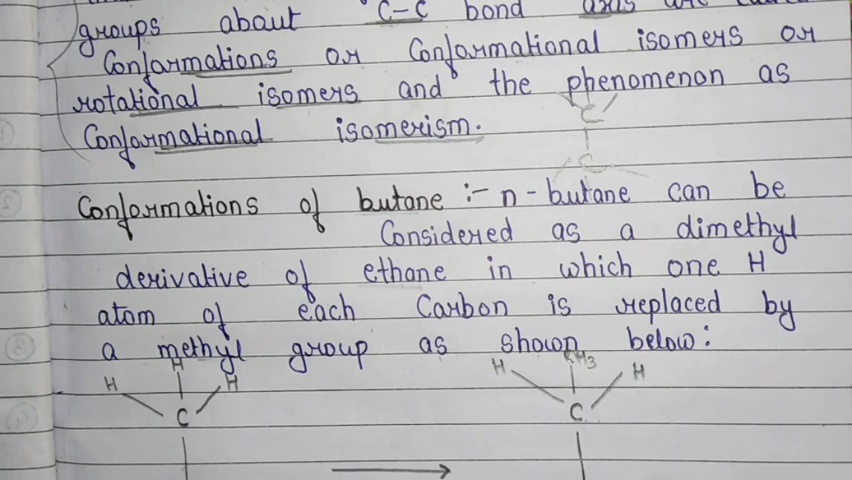 groups about C-C bond axis are
Conformations or Conformational isomers or
rotational isomers and the phenomenon as
Conformational isomerism.
C
C
Conformations of butane :- n-butane can be
Considered as a dimethyl
derivative of ethane in which one H
atom of each Carbon is replaced by
a methyl group as shown below:
H H H H CH3 H
C C